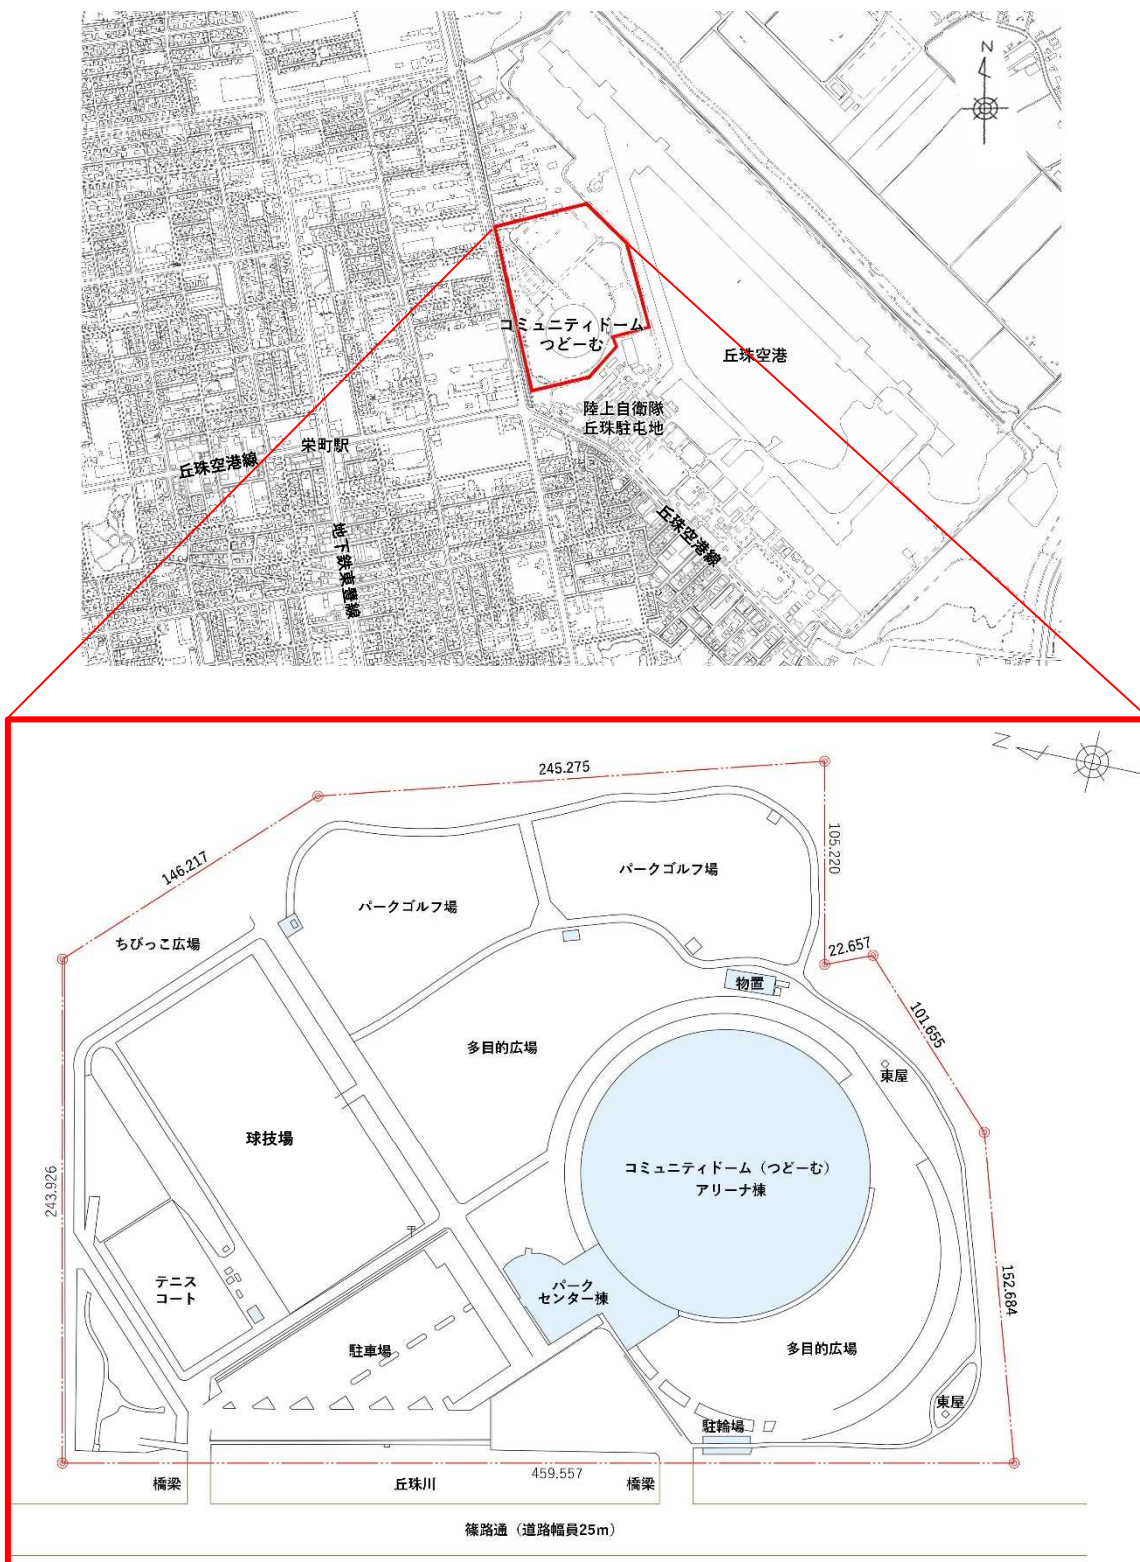 N
コミュニティドーム
つどーむ
丘珠空港
陸上自衛隊
丘珠駐屯地
栄町駅
丘珠空港線
丘珠空港線
地下鉄東豊線
N
245.275
146.217
105.220
パークゴルフ場
パークゴルフ場
ちびっこ広場
22.657
物置
101.655
多目的広場
東屋
球技場
コミュニティドーム（つどーむ）
アリーナ棟
243.926
テニス
コート
パーク
センター棟
152.684
駐車場
多目的広場
東屋
駐輪場
459.557
橋梁
丘珠川
橋梁
篠路通（道路幅員25m）